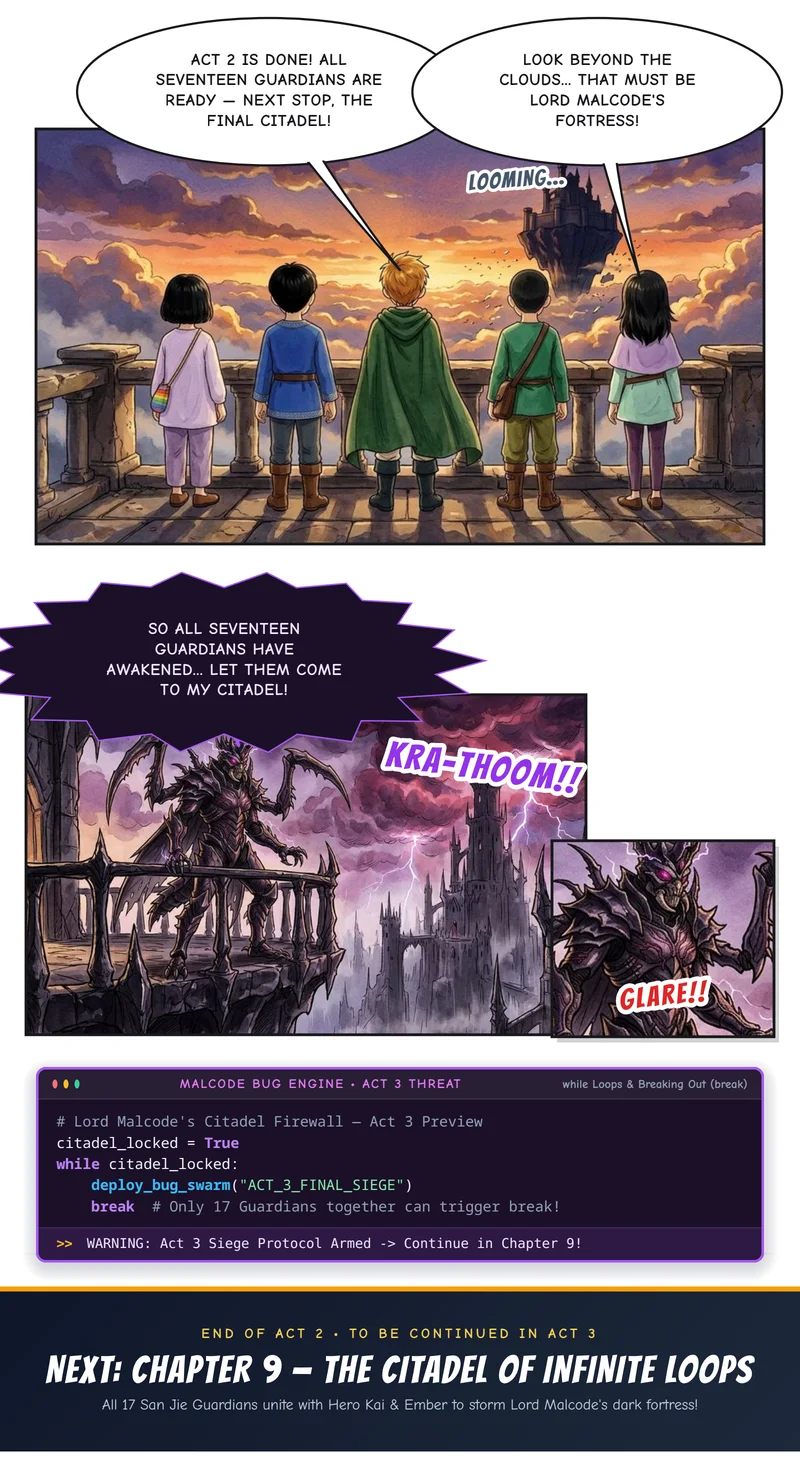 ACT 2 IS DONE! ALL
SEVENTEEN GUARDIANS ARE
READY — NEXT STOP, THE
FINAL CITADEL!
LOOK BEYOND THE
CLOUDS... THAT MUST BE
LORD MALCODE'S
FORTRESS!
LOOMING...
SO ALL SEVENTEEN
GUARDIANS HAVE
AWAKENED... LET THEM COME
TO MY CITADEL!
KRA-THOOM!!
GLARE!!
MALCODE BUG ENGINE • ACT 3 THREAT
while Loops & Breaking Out (break)
# Lord Malcode's Citadel Firewall — Act 3 Preview
citadel_locked = True
while citadel_locked:
    deploy_bug_swarm("ACT_3_FINAL_SIEGE")
    break  # Only 17 Guardians together can trigger break!
>> WARNING: Act 3 Siege Protocol Armed -> Continue in Chapter 9!
END OF ACT 2 • TO BE CONTINUED IN ACT 3
NEXT: CHAPTER 9 — THE CITADEL OF INFINITE LOOPS
All 17 San Jie Guardians unite with Hero Kai & Ember to storm Lord Malcode's dark fortress!